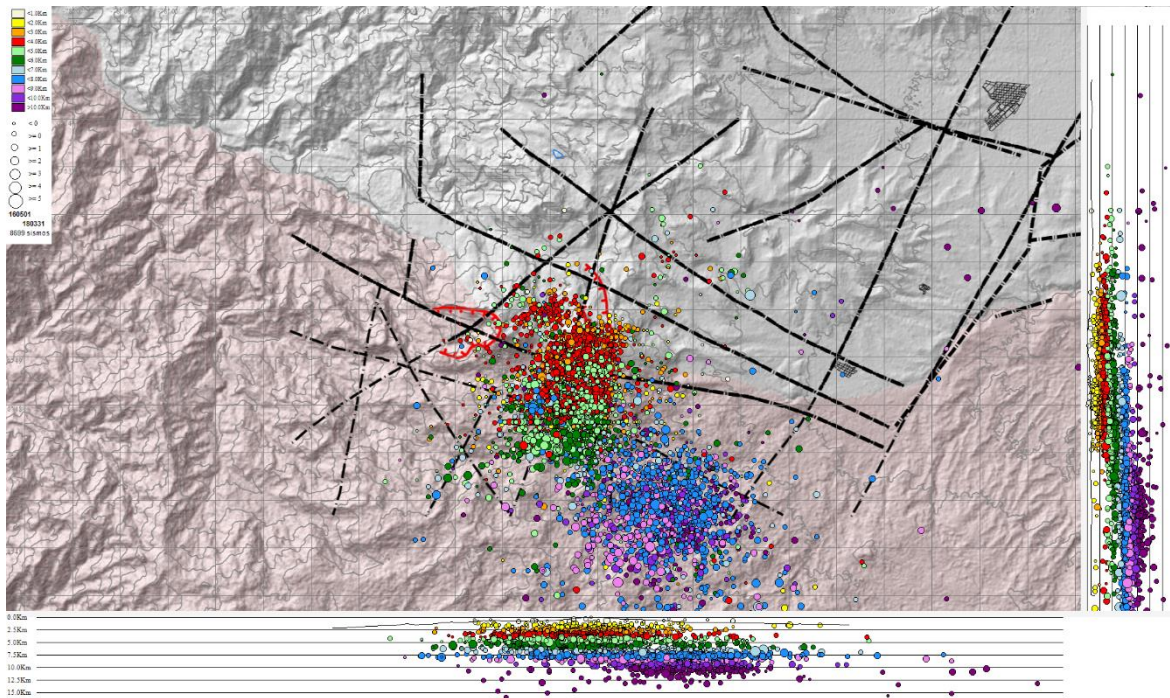 <1.0Km
<2.0Km
<3.0Km
<4.0Km
<5.0Km
<6.0Km
<7.0Km
<8.0Km
<9.0Km
<10.0Km
>10.0Km
< 0
>= 0
>= 1
>= 2
>= 3
>= 4
>= 5
160501
180331
8699 sismos
0.0Km
2.5Km
5.0Km
7.5Km
10.0Km
12.5Km
15.0Km